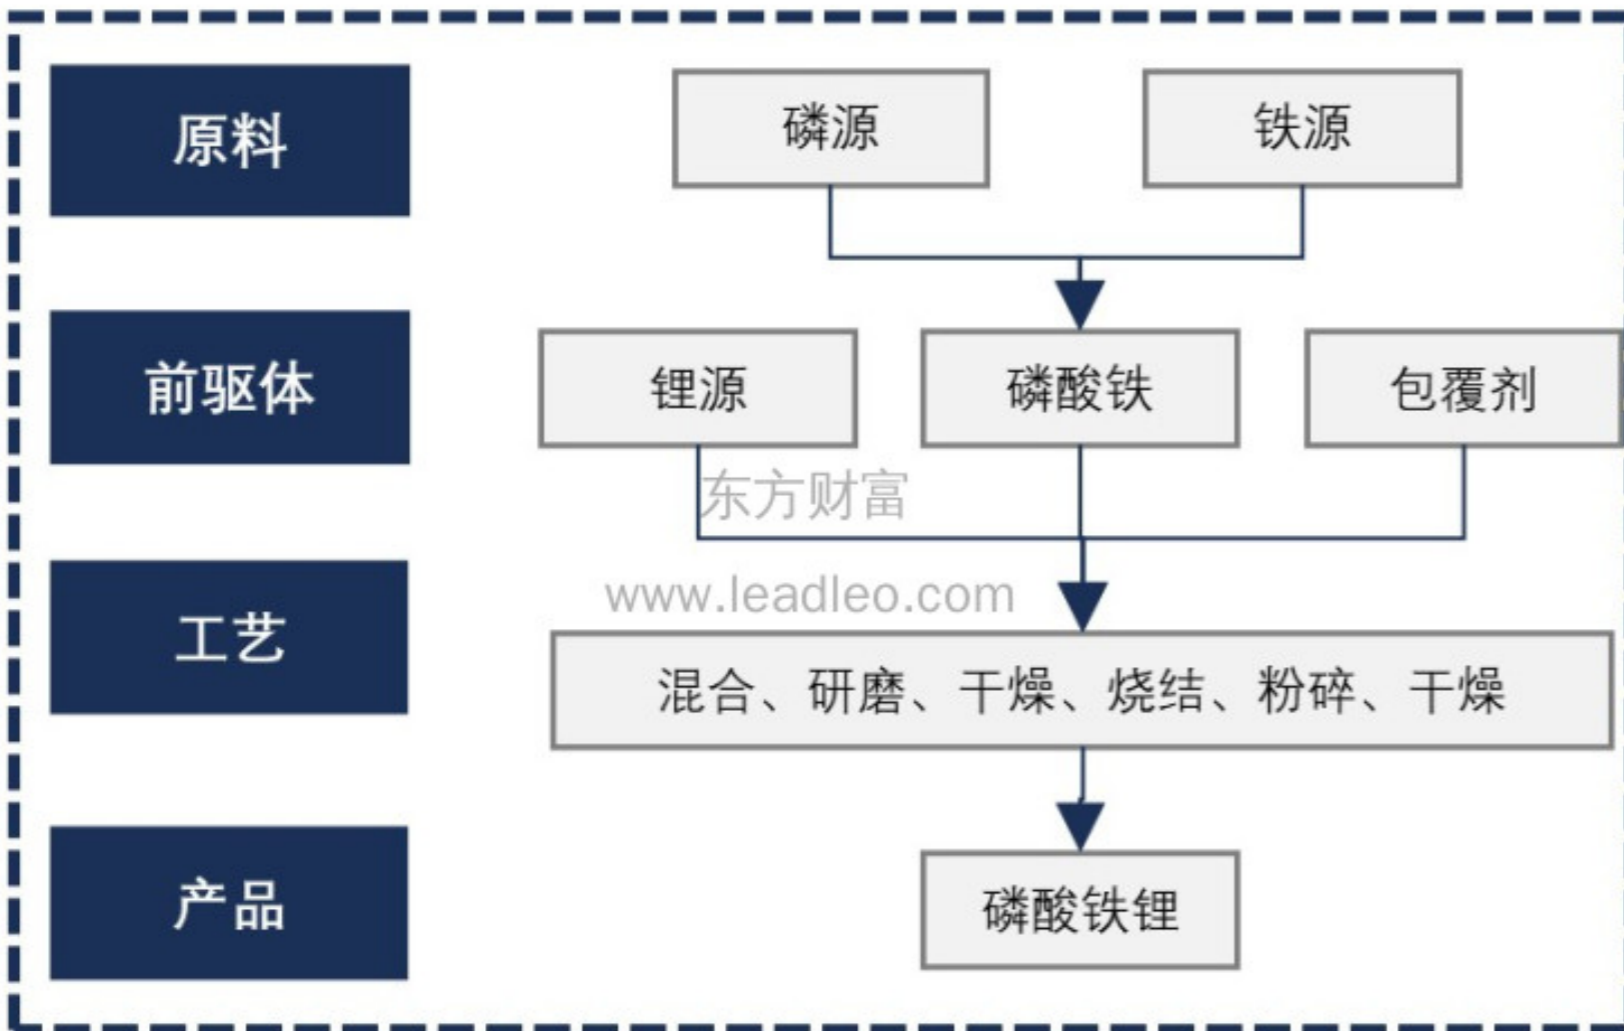 原料
磷源
铁源
前驱体
锂源
磷酸铁
包覆剂
东方财富
www.leadleo.com
工艺
混合、研磨、干燥、烧结、粉碎、干燥
产品
磷酸铁锂